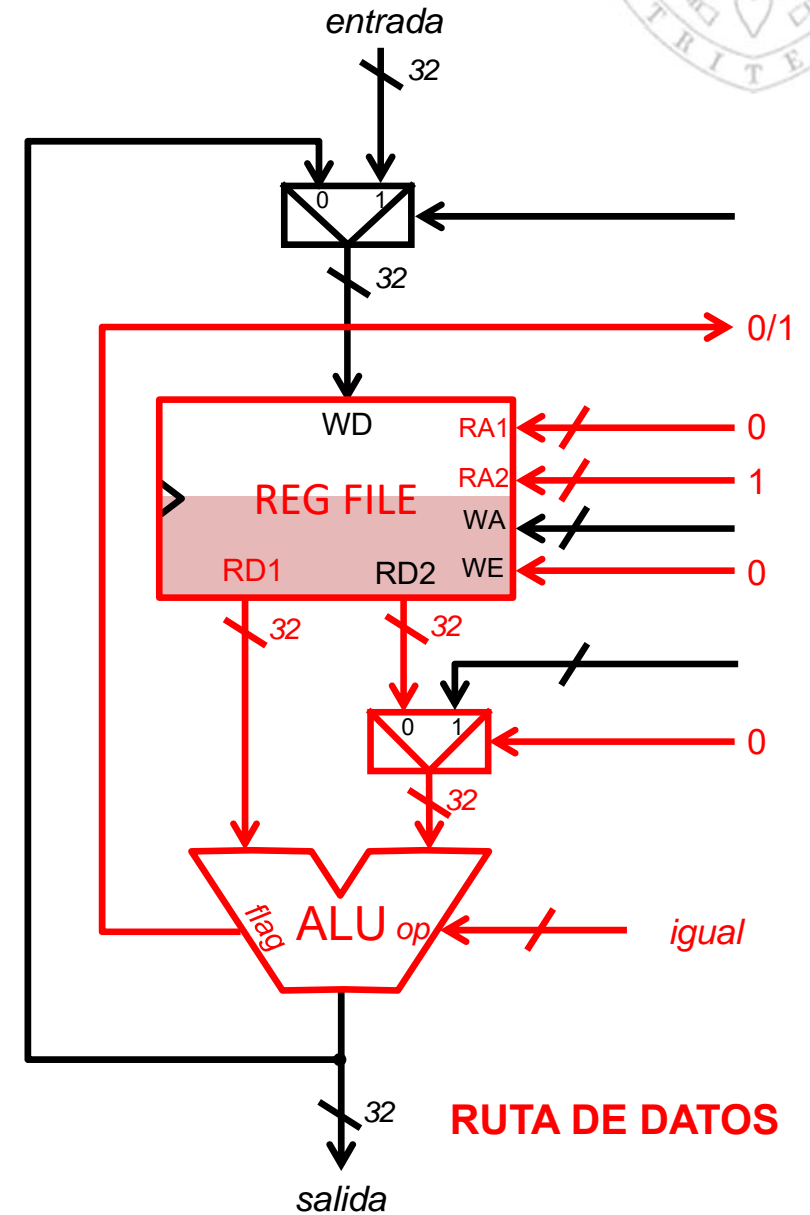 entrada
32
0 1
32
0/1
WD
RA1 0
RA2 1
REG FILE
WA
RD1 RD2 WE 0
32 32
0 1
0
32
flag ALU op igual
32
RUTA DE DATOS
salida
T R I T E